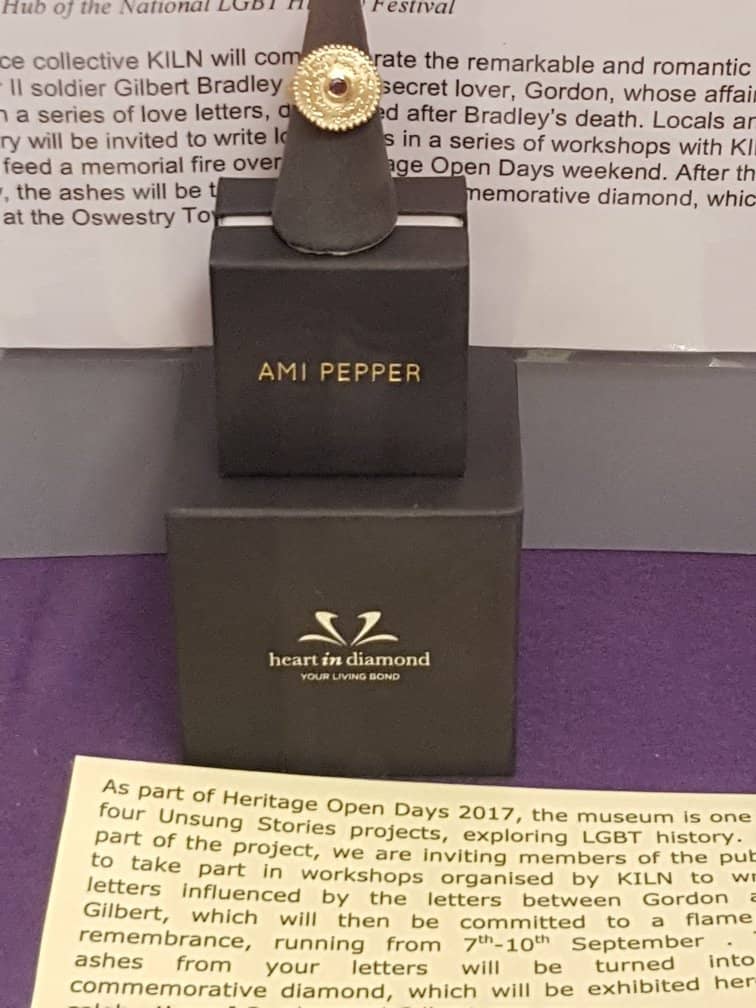 Hub of the National LGBT H Festival
ce collective KILN will com rate the remarkable and romantic
II soldier Gilbert Bradley secret lover, Gordon, whose affai
a series of love letters, d ed after Bradley's death. Locals ar
ry will be invited to write lo s in a series of workshops with KI
feed a memorial fire over age Open Days weekend. After th
, the ashes will be t memorative diamond, whic
at the Oswestry To
AMI PEPPER
heart in diamond
YOUR LIVING BOND
As part of Heritage Open Days 2017, the museum is one
four Unsung Stories projects, exploring LGBT history.
part of the project, we are inviting members of the pub
to take part in workshops organised by KILN to wr
letters influenced by the letters between Gordon a
Gilbert, which will then be committed to a flame
remembrance, running from 7th-10th September .
ashes from your letters will be turned into
commemorative diamond, which will be exhibited her